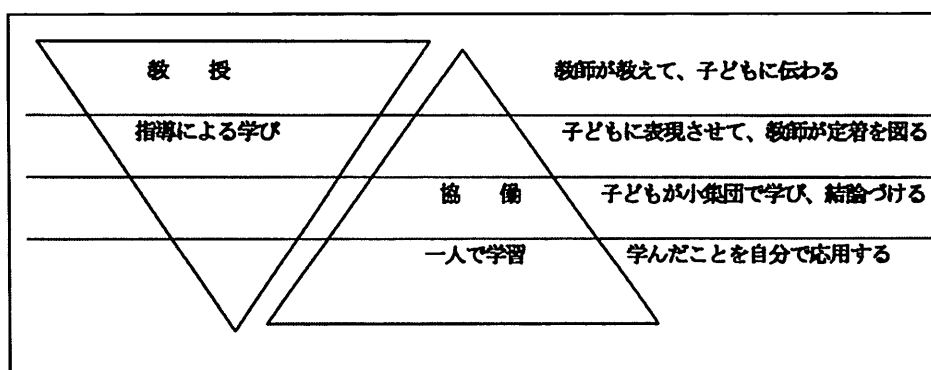 教　授　教師が教えて、子どもに伝わる
指導による学び　子どもに表現させて、教師が定着を図る
協　働　子どもが小集団で学び、結論づける
一人で学習　学んだことを自分で応用する